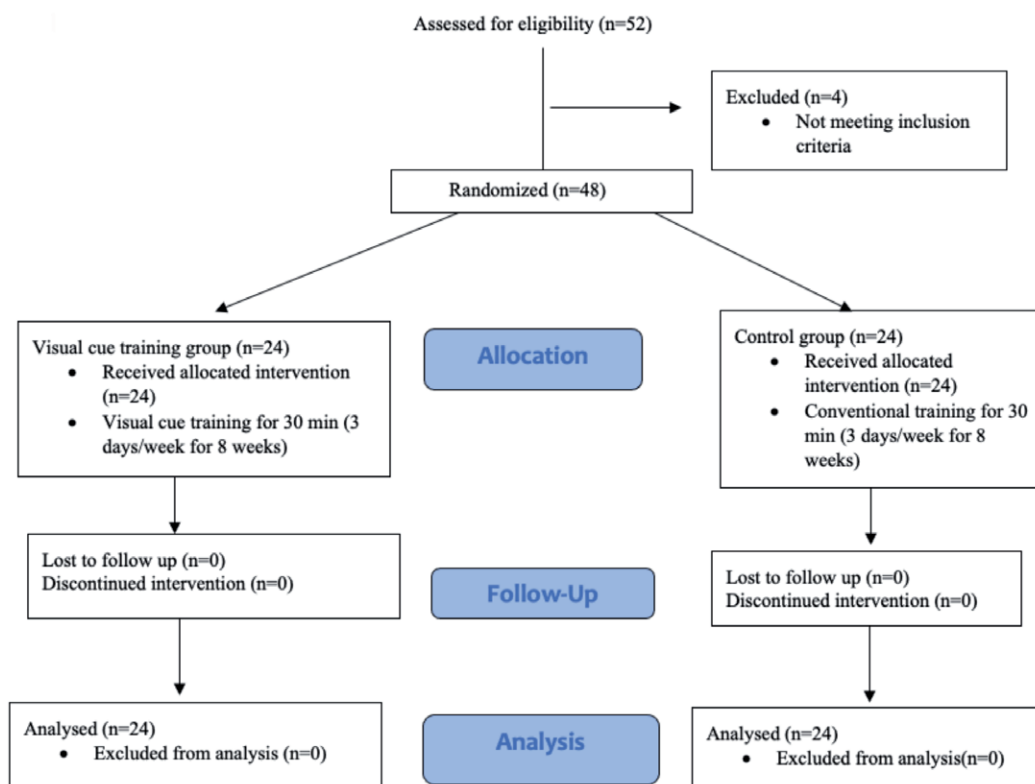 Assessed for eligibility (n=52)
Excluded (n=4)
• Not meeting inclusion
criteria
Randomized (n=48)
Visual cue training group (n=24)
• Received allocated intervention
(n=24)
• Visual cue training for 30 min (3
days/week for 8 weeks)
Allocation
Control group (n=24)
• Received allocated
intervention (n=24)
• Conventional training for 30
min (3 days/week for 8
weeks)
Lost to follow up (n=0)
Discontinued intervention (n=0)
Follow-Up
Lost to follow up (n=0)
Discontinued intervention (n=0)
Analysed (n=24)
• Excluded from analysis (n=0)
Analysis
Analysed (n=24)
• Excluded from analysis(n=0)